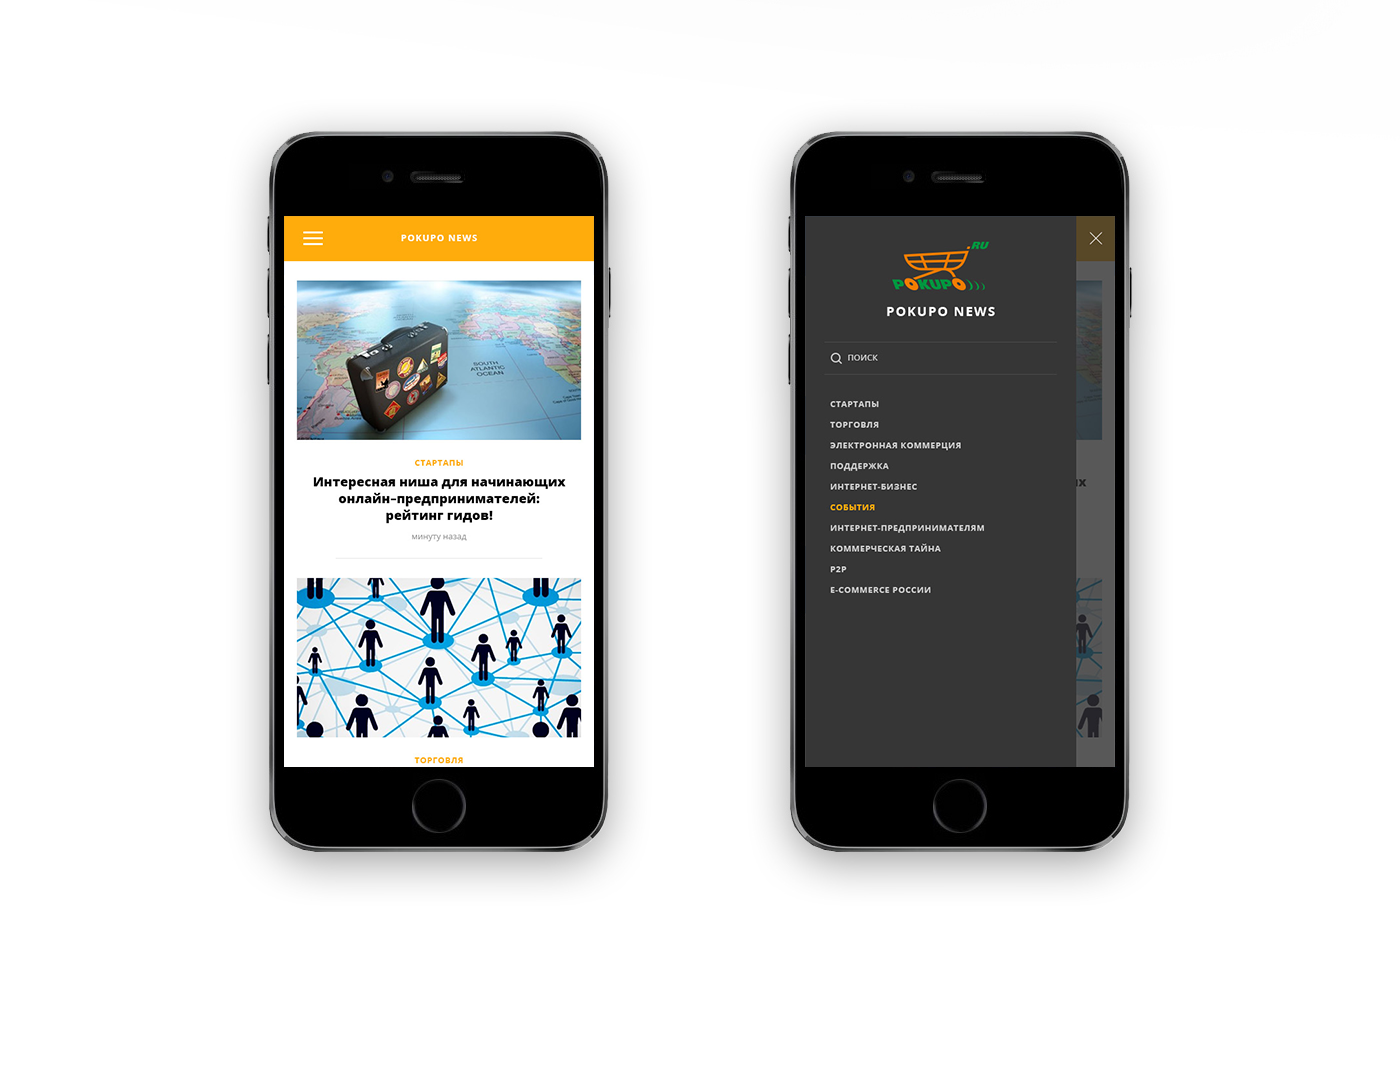 POKUPO NEWS
SOUTH
ATLANTIC
OCEAN
СТАРТАПЫ
Интересная ниша для начинающих
онлайн-предпринимателей:
рейтинг гидов!
минуту назад
ТОРГОВЛЯ
.RU
POKUPO
POKUPO NEWS
ПОИСК
СТАРТАПЫ
ТОРГОВЛЯ
ЭЛЕКТРОННАЯ КОММЕРЦИЯ
ПОДДЕРЖКА
ИНТЕРНЕТ-БИЗНЕС
СОБЫТИЯ
ИНТЕРНЕТ-ПРЕДПРИНИМАТЕЛЯМ
КОММЕРЧЕСКАЯ ТАЙНА
P2P
E-COMMERCE РОССИИ
их